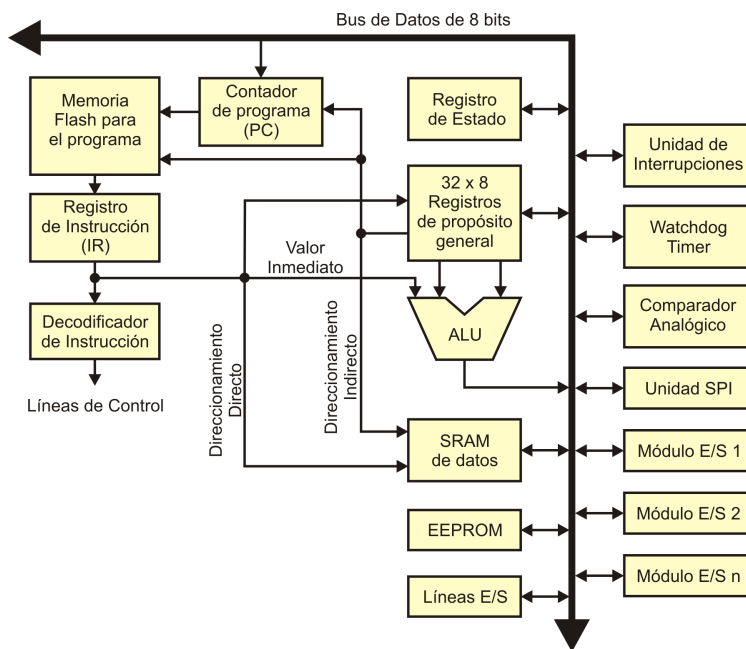 Bus de Datos de 8 bits
Memoria
Flash para
el programa
Contador
de programa
(PC)
Registro
de Estado
Unidad de
Interrupciones
Registro
de Instrucción
(IR)
32 x 8
Registros
de propósito
general
Watchdog
Timer
Valor
Inmediato
Decodificador
de Instrucción
ALU
Comparador
Analógico
Líneas de Control
Direccionamiento
Directo
Direccionamiento
Indirecto
Unidad SPI
SRAM
de datos
Módulo E/S 1
EEPROM
Módulo E/S 2
Líneas E/S
Módulo E/S n